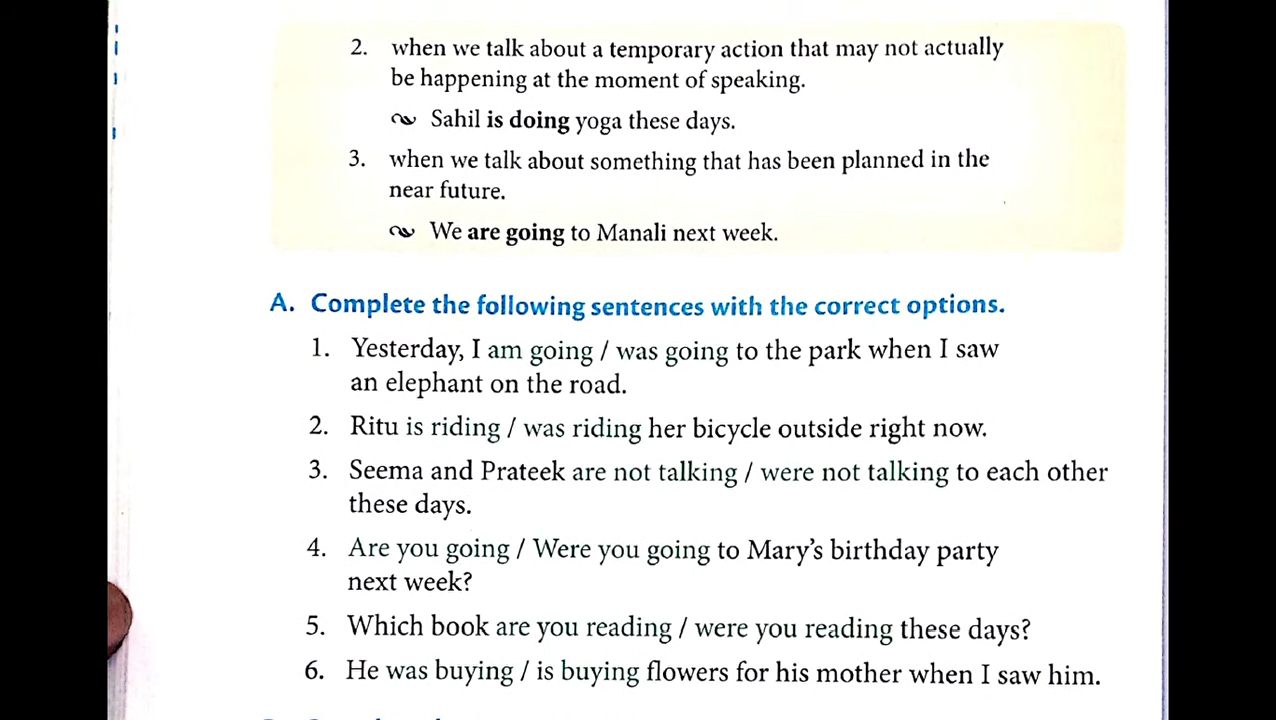 2. when we talk about a temporary action that may not actually
be happening at the moment of speaking.
Sahil is doing yoga these days.
3. when we talk about something that has been planned in the
near future.
We are going to Manali next week.
A. Complete the following sentences with the correct options.
1. Yesterday, I am going / was going to the park when I saw
an elephant on the road.
2. Ritu is riding / was riding her bicycle outside right now.
3. Seema and Prateek are not talking / were not talking to each other
these days.
4. Are you going / Were you going to Mary's birthday party
next week?
5. Which book are you reading / were you reading these days?
6. He was buying / is buying flowers for his mother when I saw him.